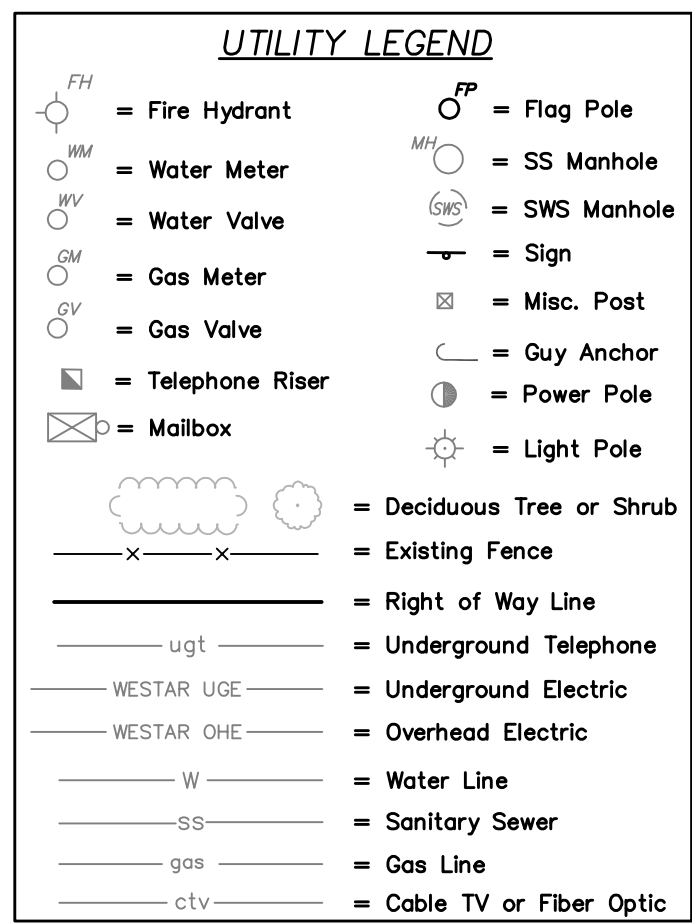 UTILITY LEGEND
FH = Fire Hydrant
WM = Water Meter
WV = Water Valve
GM = Gas Meter
GV = Gas Valve
= Telephone Riser
= Mailbox
FP = Flag Pole
MH = SS Manhole
SWS = SWS Manhole
= Sign
= Misc. Post
= Guy Anchor
= Power Pole
= Light Pole
= Deciduous Tree or Shrub
= Existing Fence
= Right of Way Line
ugt = Underground Telephone
WESTAR UGE = Underground Electric
WESTAR OHE = Overhead Electric
W = Water Line
ss = Sanitary Sewer
gas = Gas Line
ctv = Cable TV or Fiber Optic